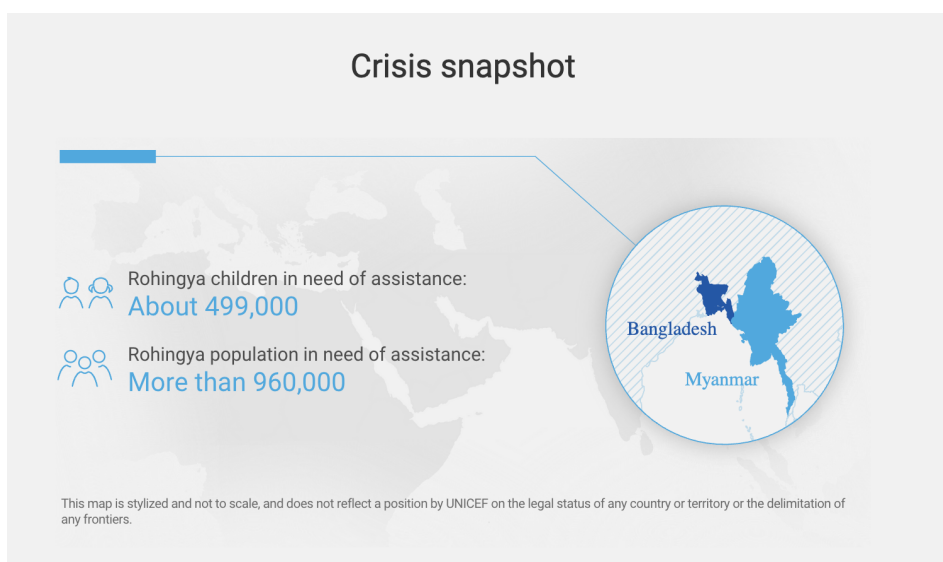 Crisis snapshot
Rohingya children in need of assistance:
About 499,000
Rohingya population in need of assistance:
More than 960,000
Bangladesh
Myanmar
This map is stylized and not to scale, and does not reflect a position by UNICEF on the legal status of any country or territory or the delimitation of
any frontiers.